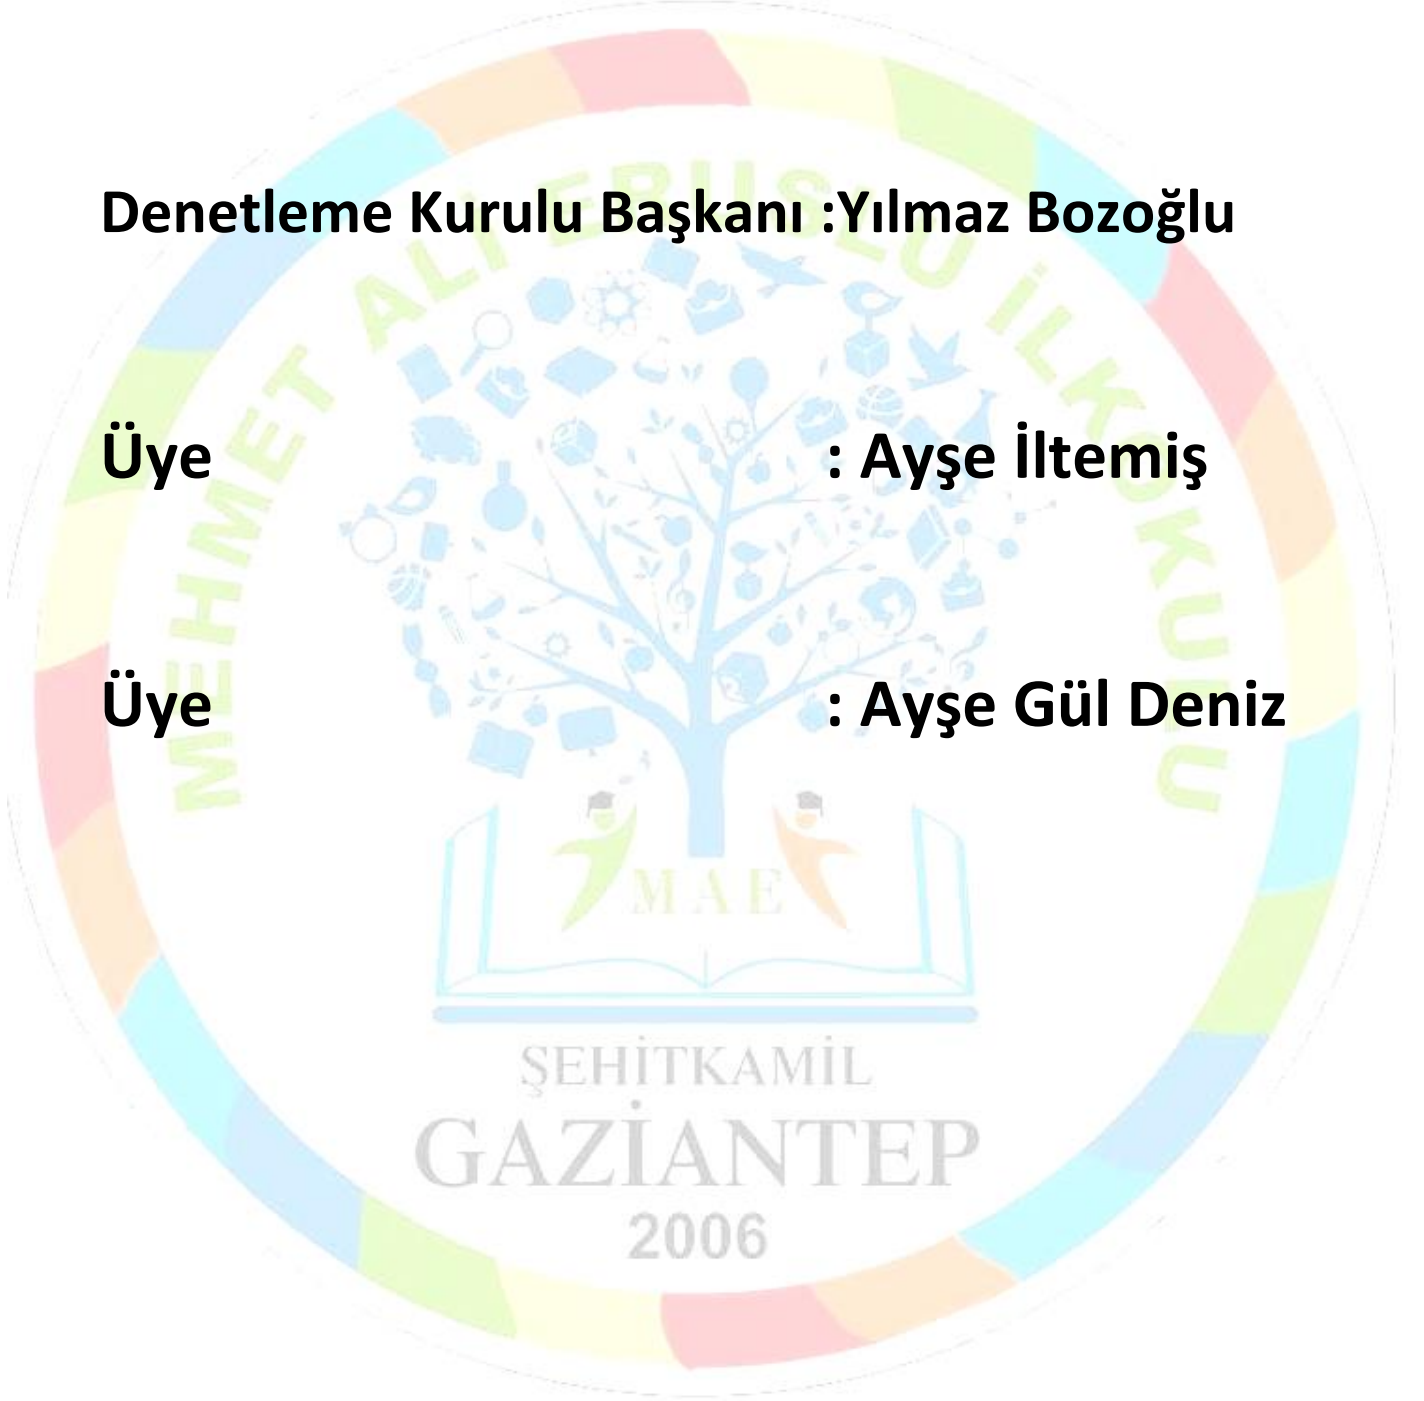 Denetleme Kurulu Başkanı :Yılmaz Bozoğlu
Üye : Ayşe İltemiş
Üye : Ayşe Gül Deniz
MEHMET ALİ ERUSLU İLKOKULU
M A E
ŞEHİTKAMİL
GAZİANTEP
2006